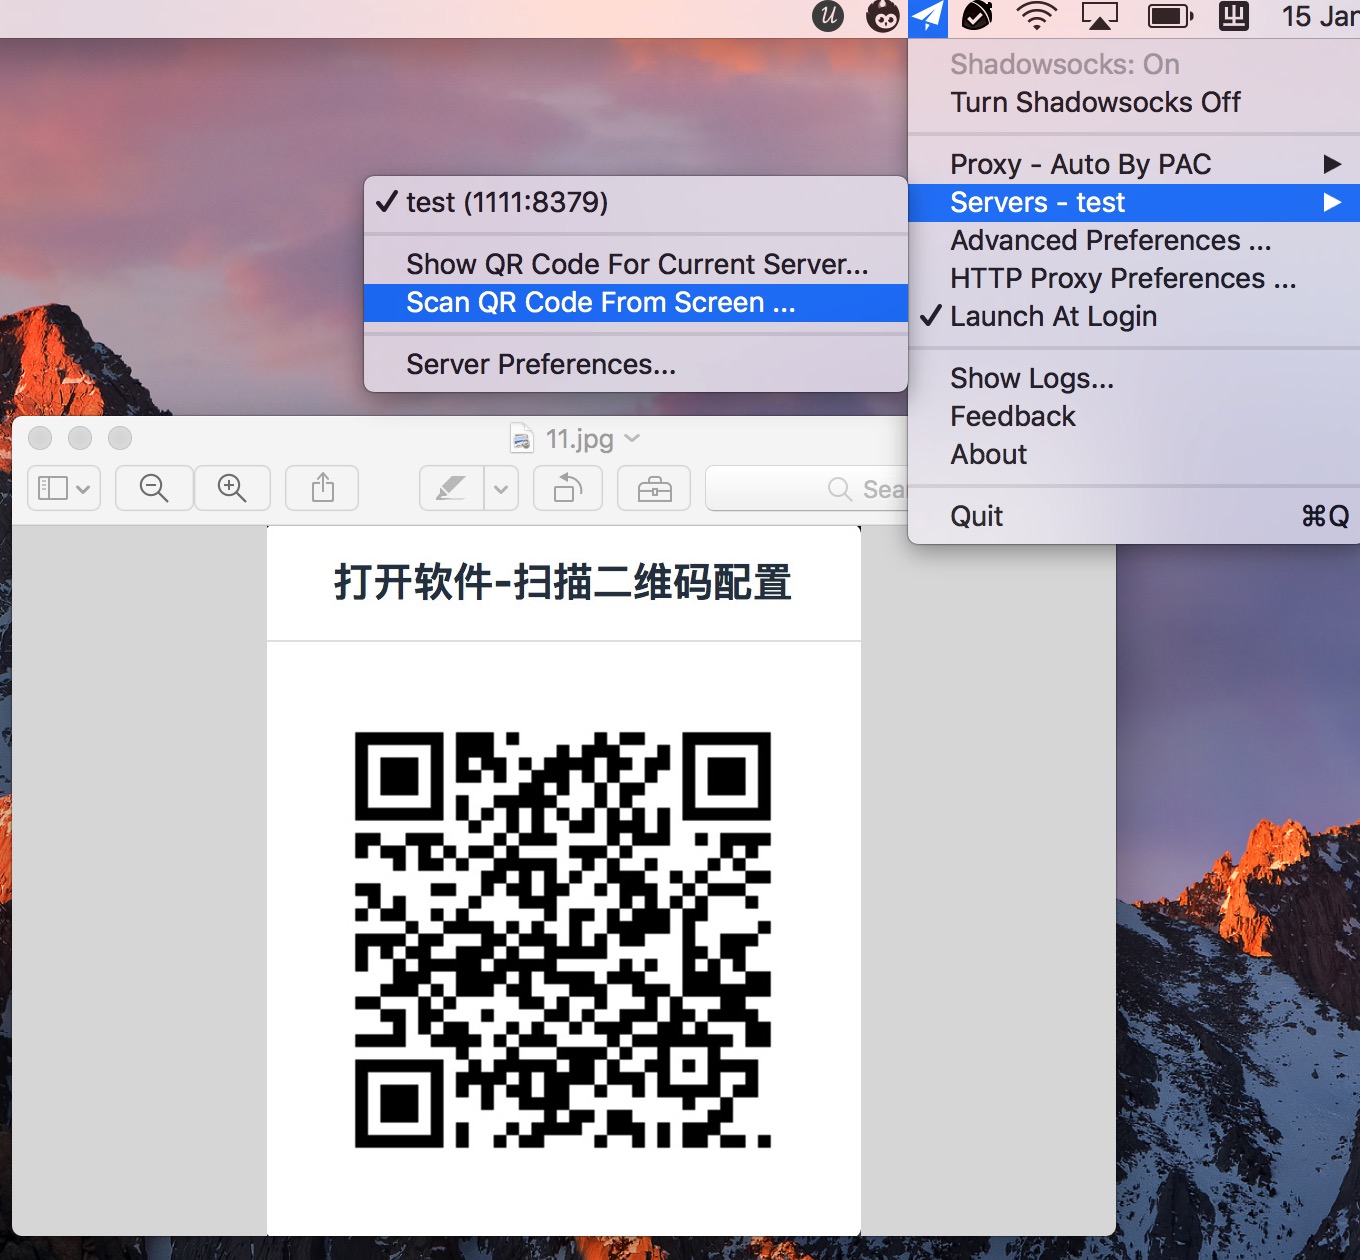 15 Jan
Shadowsocks: On
Turn Shadowsocks Off
Proxy - Auto By PAC
Servers - test
Advanced Preferences ...
HTTP Proxy Preferences ...
Launch At Login
Show Logs...
Feedback
About
Quit ⌘Q
test (1111:8379)
Show QR Code For Current Server...
Scan QR Code From Screen ...
Server Preferences...
11.jpg
Sea
打开软件-扫描二维码配置